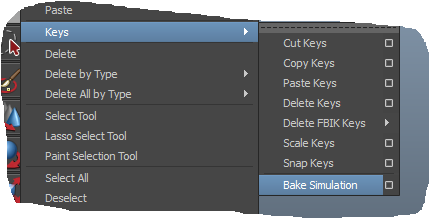 Paste
Keys
Delete
Delete by Type
Delete All by Type
Select Tool
Lasso Select Tool
Paint Selection Tool
Select All
Deselect
Cut Keys
Copy Keys
Paste Keys
Delete Keys
Delete FBIK Keys
Scale Keys
Snap Keys
Bake Simulation